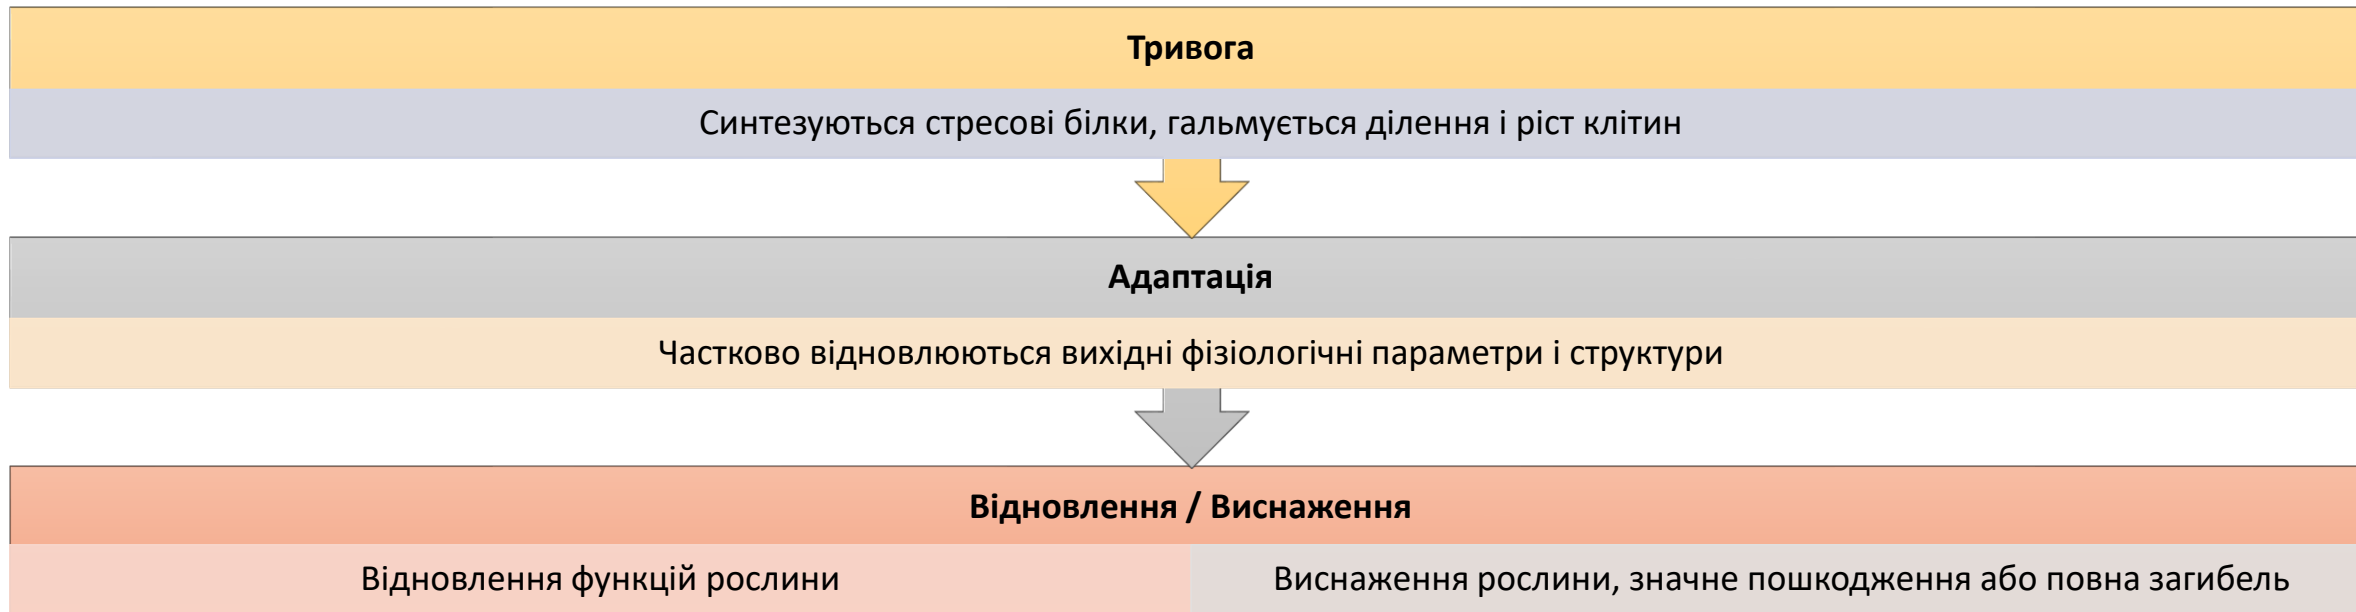 Тривога
Синтезуються стресові білки, гальмується ділення і ріст клітин
Адаптація
Частково відновлюються вихідні фізіологічні параметри і структури
Відновлення / Виснаження
Відновлення функцій рослини
Виснаження рослини, значне пошкодження або повна загибель